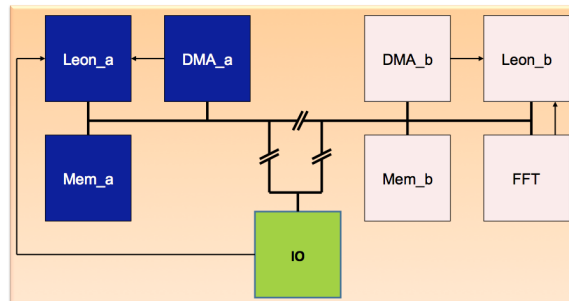 Leon_a
DMA_a
DMA_b
Leon_b
Mem_a
Mem_b
FFT
IO